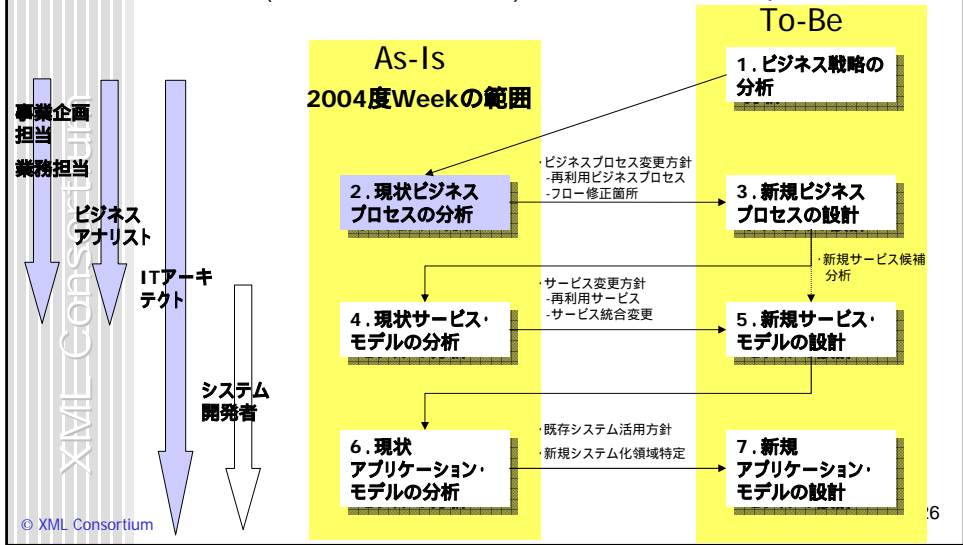 To-Be
As-Is
2004度Weekの範囲
1.ビジネス戦略の
分析
事業企画
担当
業務担当
ビジネス
アナリスト
ITアーキ
テクト
システム
開発者
2.現状ビジネス
プロセスの分析
・ビジネスプロセス変更方針
-再利用ビジネスプロセス
-フロー修正箇所
3.新規ビジネス
プロセスの設計
・新規サービス候補
分析
4.現状サービス・
モデルの分析
・サービス変更方針
-再利用サービス
-サービス統合変更
5.新規サービス・
モデルの設計
6.現状
アプリケーション・
モデルの分析
・既存システム活用方針
・新規システム化領域特定
7.新規
アプリケーション・
モデルの設計
XML Consortium
© XML Consortium
26